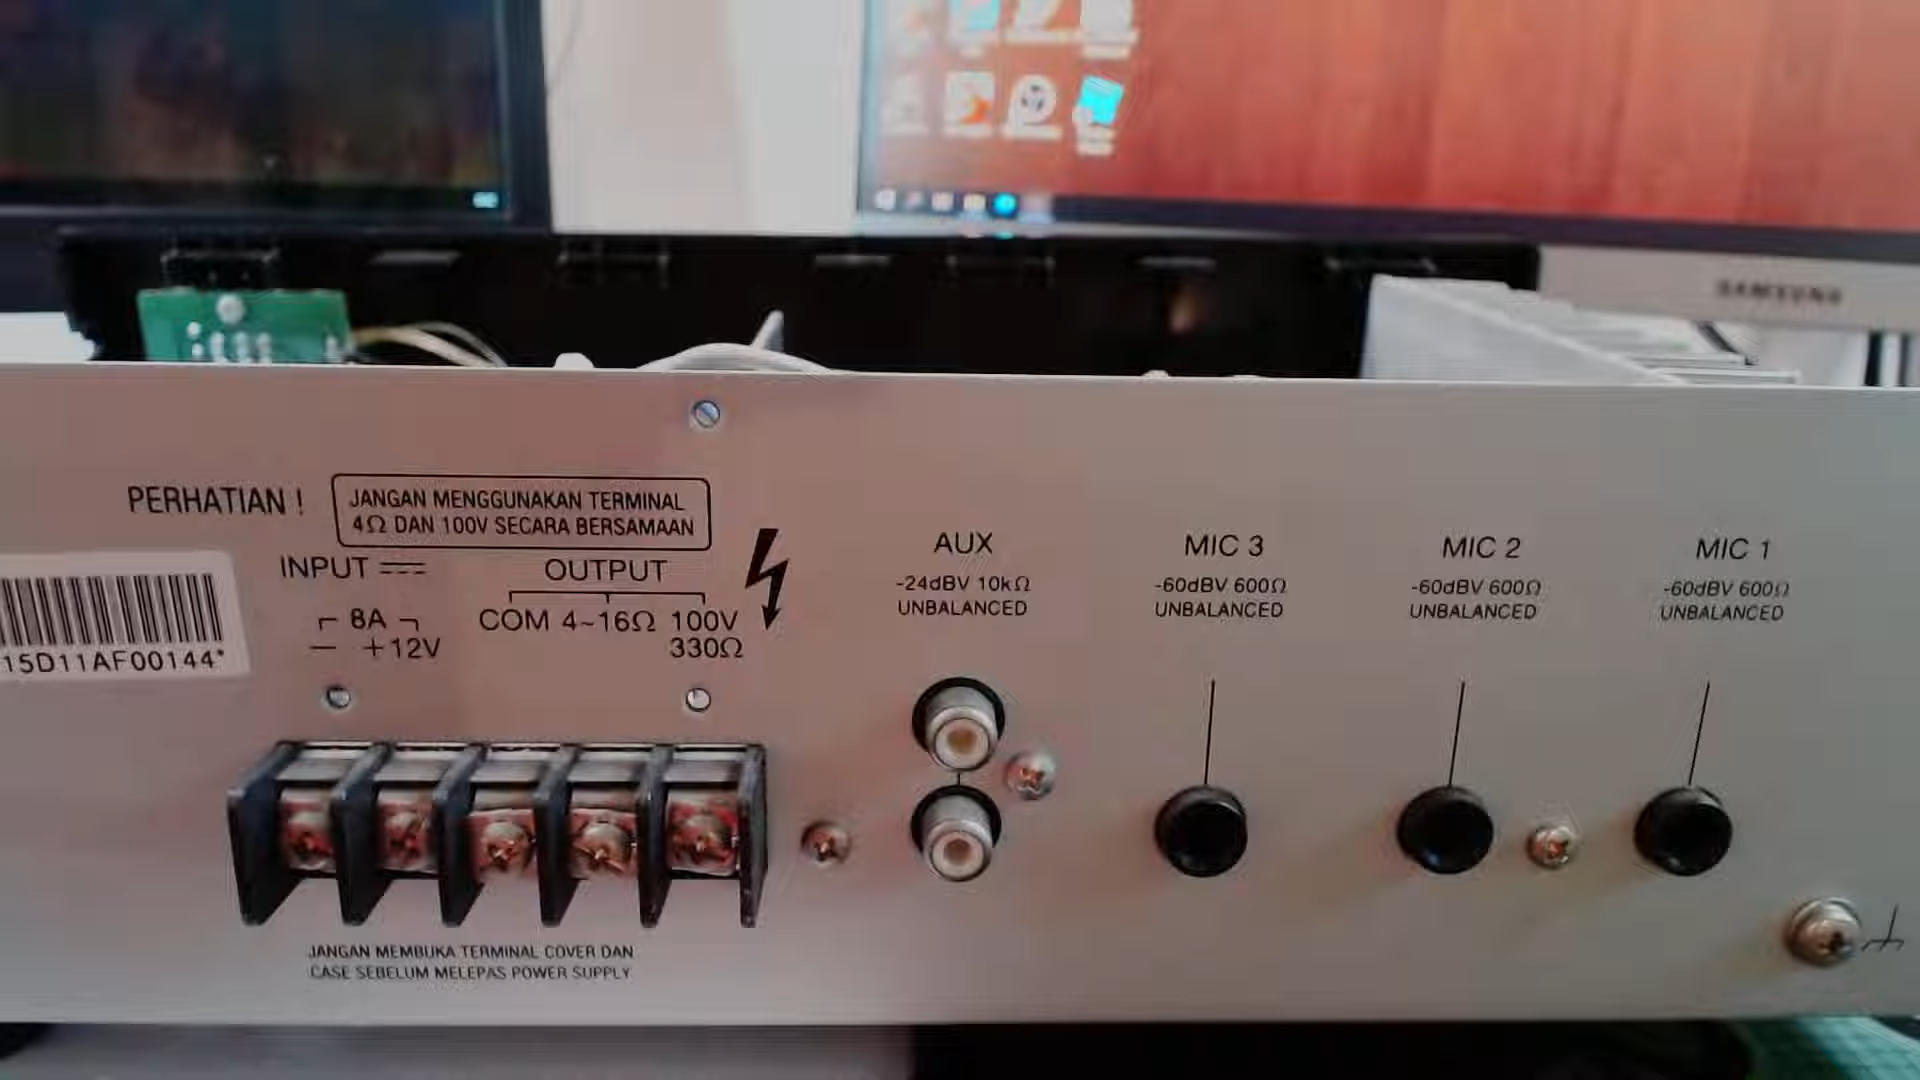 SAMSUNG
PERHATIAN !
JANGAN MENGGUNAKAN TERMINAL
4Ω DAN 100V SECARA BERSAMAAN
INPUT
OUTPUT
8A
— +12V
COM 4~16Ω 100V
330Ω
15D11AF00144*
AUX
-24dBV 10kΩ
UNBALANCED
MIC 3
-60dBV 600Ω
UNBALANCED
MIC 2
-60dBV 600Ω
UNBALANCED
MIC 1
-60dBV 600Ω
UNBALANCED
JANGAN MEMBUKA TERMINAL COVER DAN
CASE SEBELUM MELEPAS POWER SUPPLY